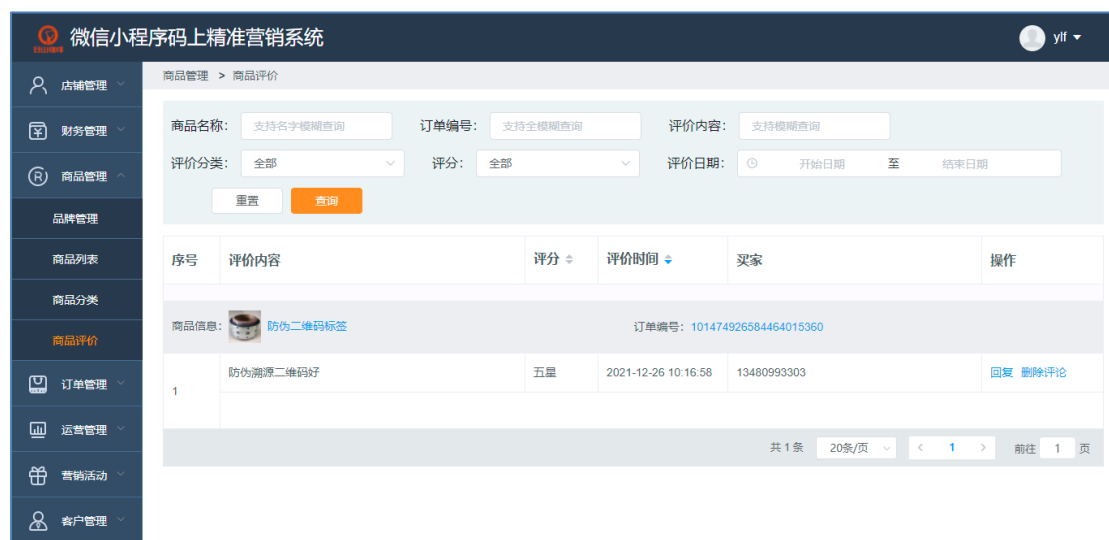 微信小程序码上精准营销系统
ylf
店铺管理
财务管理
商品管理
品牌管理
商品列表
商品分类
商品评价
订单管理
运营管理
营销活动
客户管理
商品管理 > 商品评价
商品名称: 支持名字模糊查询 订单编号: 支持全模糊查询 评价内容: 支持模糊查询
评价分类: 全部 评分: 全部 评价日期: 开始日期 至 结束日期
重置 查询
序号 评价内容 评分 评价时间 买家 操作
商品信息: 防伪二维码标签 订单编号: 101474926584464015360
1 防伪溯源二维码好 五星 2021-12-26 10:16:58 13480993303 回复 删除评论
共 1 条 20条/页 < 1 > 前往 1 页